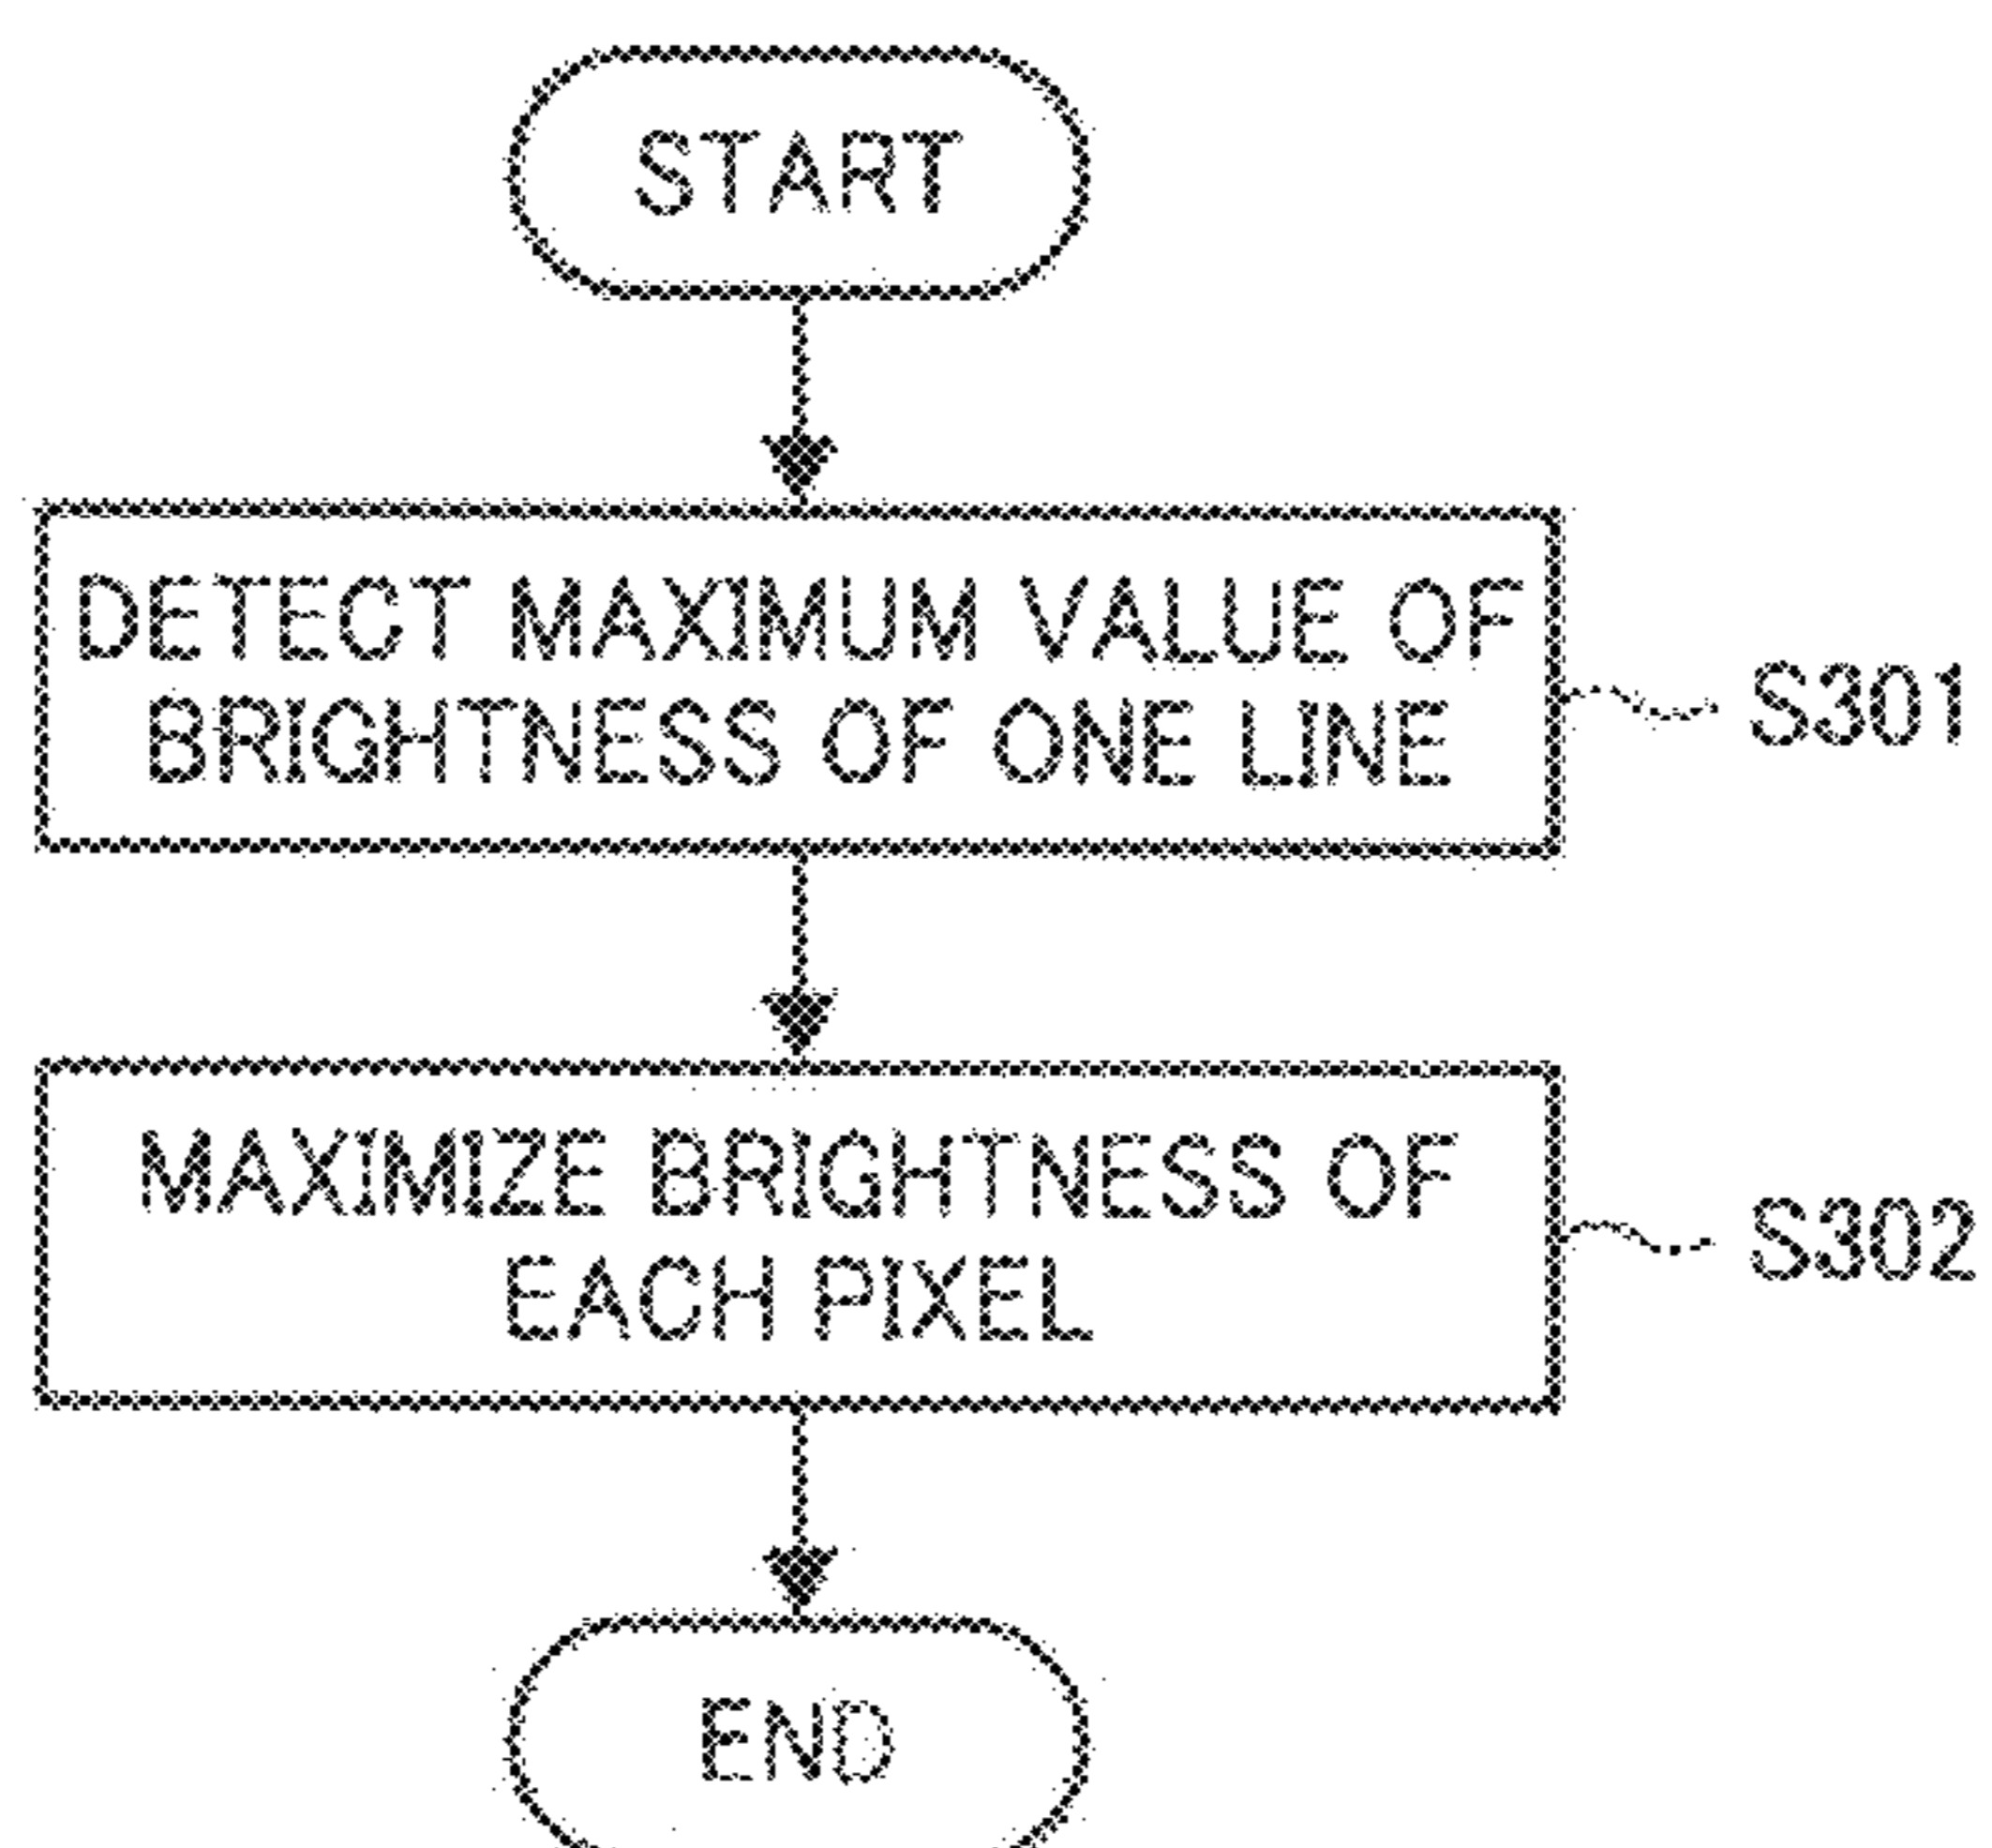 START
DETECT MAXIMUM VALUE OF
BRIGHTNESS OF ONE LINE
S301
MAXIMIZE BRIGHTNESS OF
EACH PIXEL
S302
END